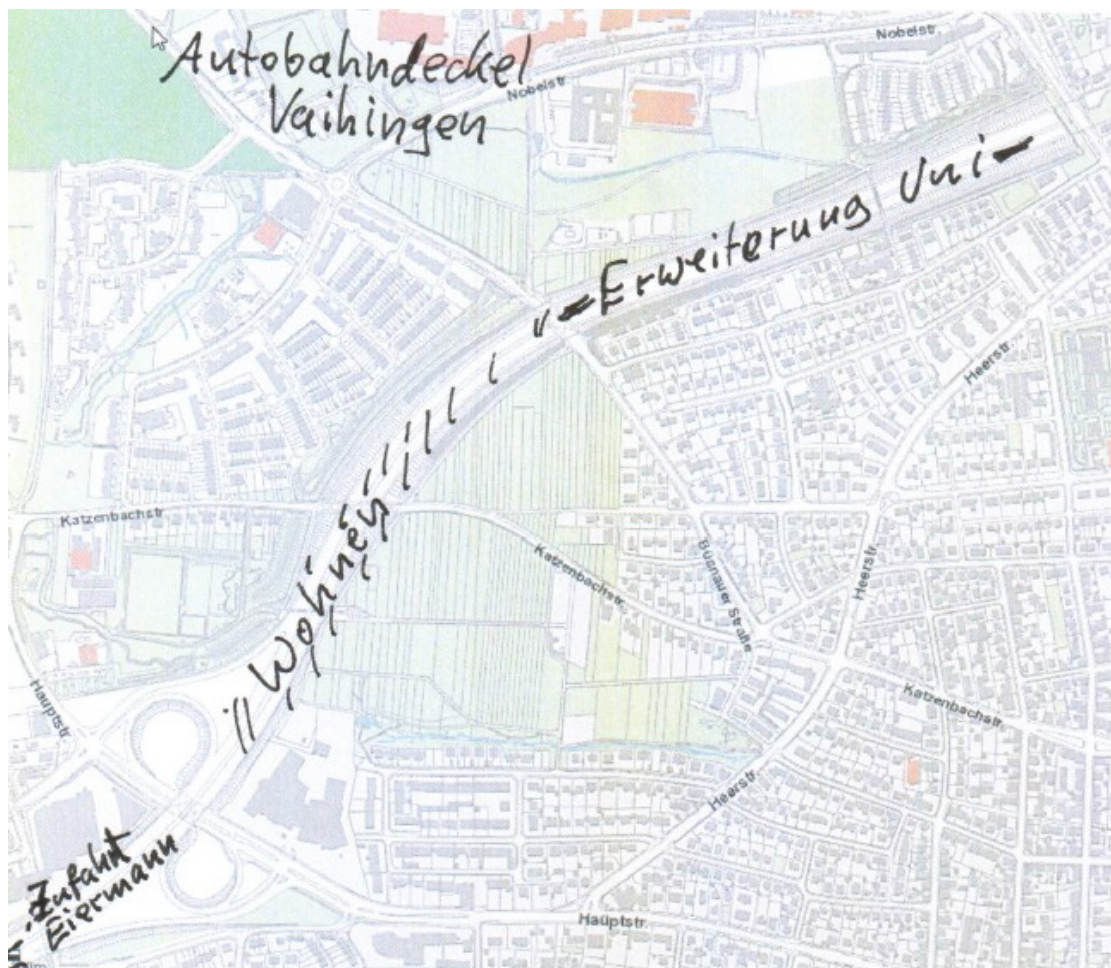 Autobahndeckel
Vaihingen
Nobelstr.
Nobelstr.
Erweiterung Uni
Heerstr.
Wohnen
Katzenbachstr.
Katzenbachstr.
Büsnauer Straße
Heerstr.
Hauptstr.
Katzenbachstr.
Heerstr.
Zufahrt
Eiermann
Hauptstr.